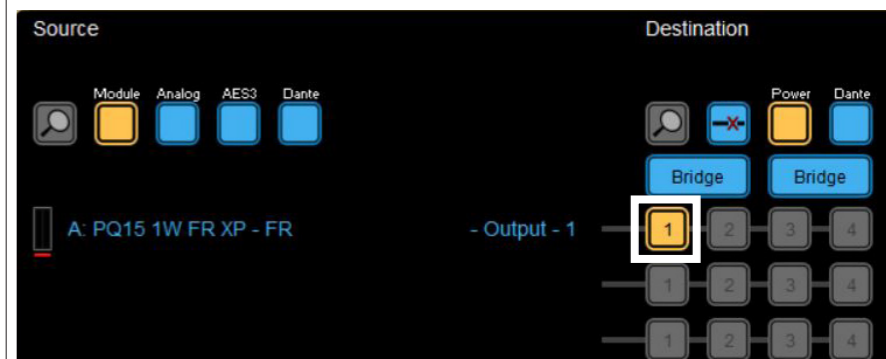 Source Destination
Module Analog AES3 Dante Power Dante
Bridge Bridge
A: PQ15 1W FR XP - FR - Output - 1 1 2 3 4
1 2 3 4
1 2 3 4